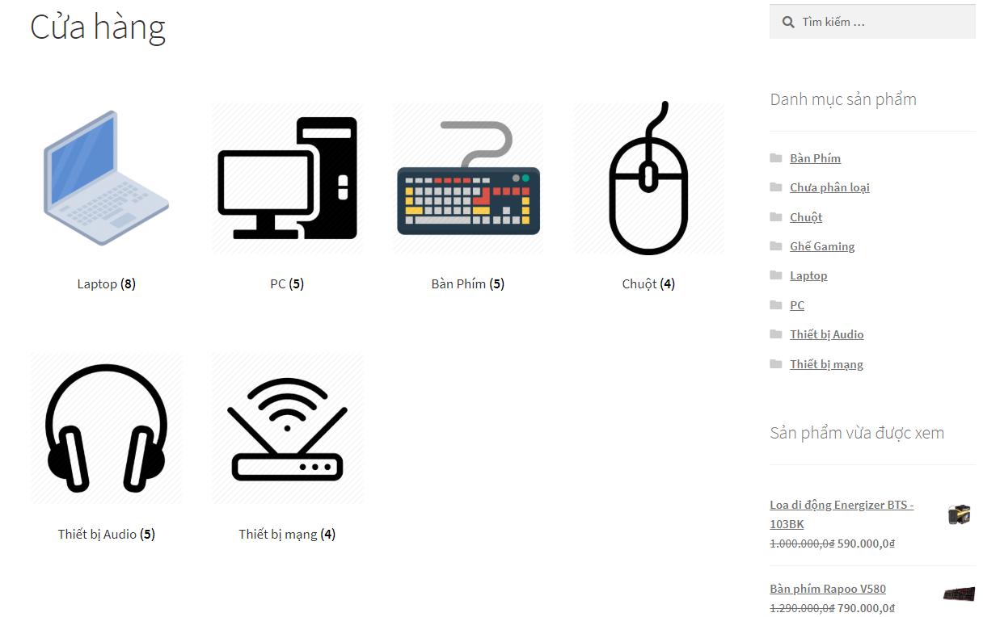 Cửa hàng
Laptop (8)
PC (5)
Bàn Phím (5)
Chuột (4)
Thiết bị Audio (5)
Thiết bị mạng (4)
Tìm kiếm …
Danh mục sản phẩm
Bàn Phím
Chưa phân loại
Chuột
Ghế Gaming
Laptop
PC
Thiết bị Audio
Thiết bị mạng
Sản phẩm vừa được xem
Loa di động Energizer BTS -
103BK
1.000.000,0₫ 590.000,0₫
Bàn phím Rapoo V580
1.290.000,0₫ 790.000,0₫